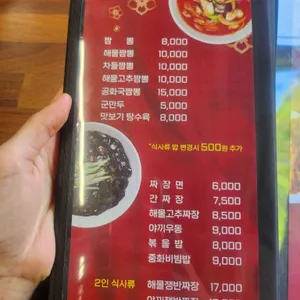 짬 뽕 8,000
해물짬뽕 10,000
차돌짬뽕 10,000
해물고추짬뽕 10,000
공화국짬뽕 15,000
군만두 5,000
맛보기 탕수육 8,000
*식사류 밥 변경시 500원 추가
짜 장 면 6,000
간 짜 장 7,500
해물고추짜장 8,500
야끼우동 9,000
볶 음 밥 8,000
중화비빔밥 9,000
2인 식사류 해물쟁반짜장 17,000